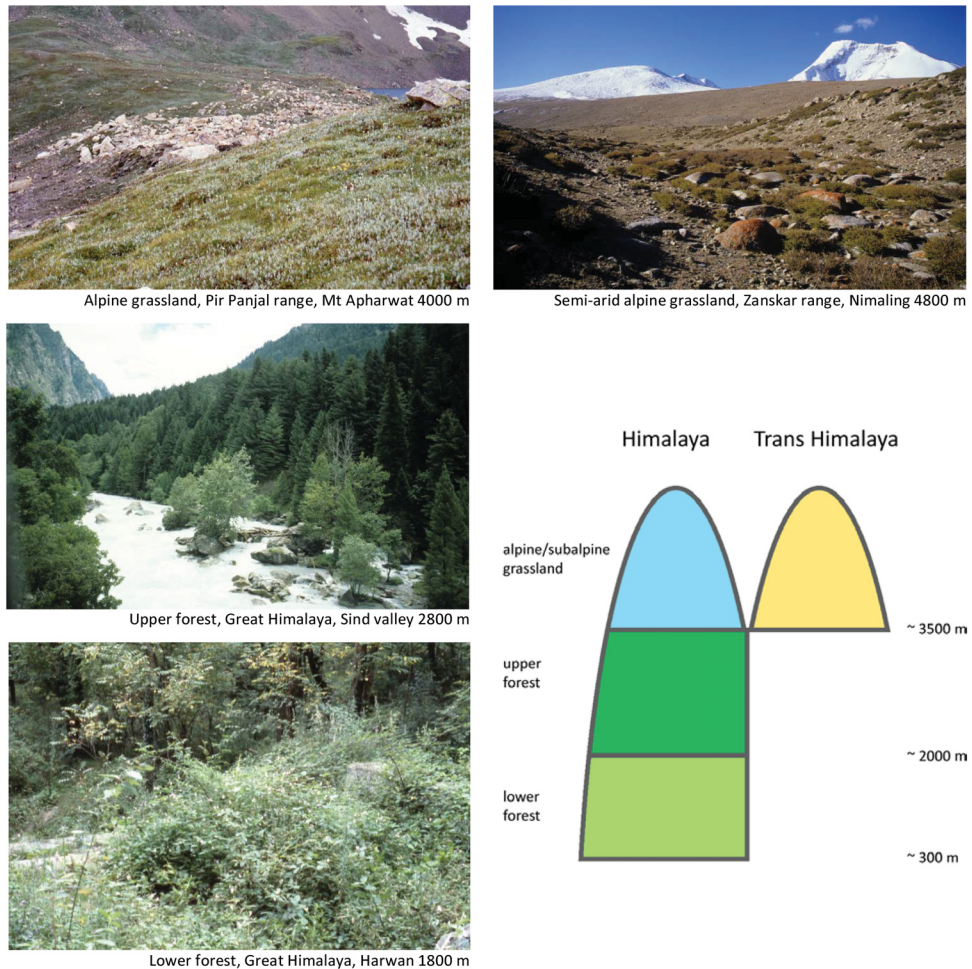 Alpine grassland, Pir Panjal range, Mt Apharwat 4000 m
Semi-arid alpine grassland, Zanskar range, Nimaling 4800 m
Upper forest, Great Himalaya, Sind valley 2800 m
Lower forest, Great Himalaya, Harwan 1800 m
Himalaya
Trans Himalaya
alpine/subalpine
grassland
~ 3500 m
upper
forest
~ 2000 m
lower
forest
~ 300 m